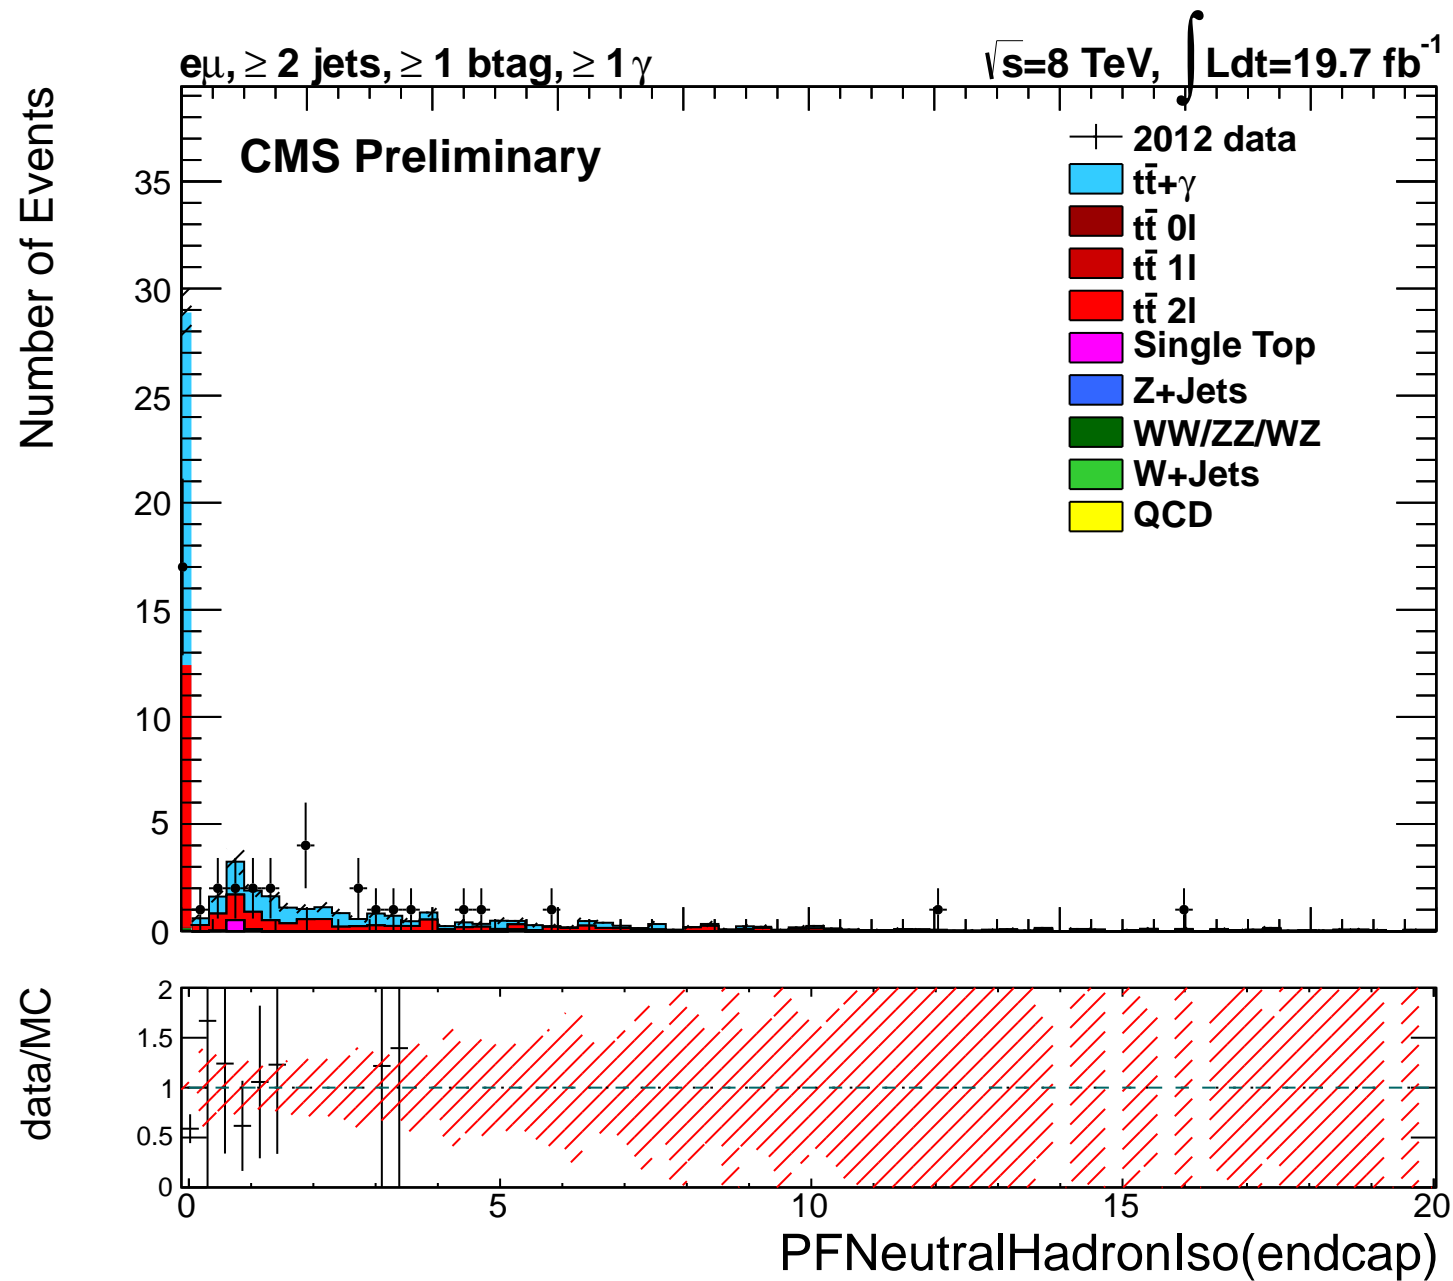 eμ, ≥ 2 jets, ≥ 1 btag, ≥ 1 γ
√s=8 TeV, ∫ Ldt=19.7 fb⁻¹
CMS Preliminary
Number of Events
35
30
25
20
15
10
5
0
2012 data
tt̄+γ
tt̄ 0l
tt̄ 1l
tt̄ 2l
Single Top
Z+Jets
WW/ZZ/WZ
W+Jets
QCD
data/MC
2
1.5
1
0.5
0
0 5 10 15 20
PFNeutralHadronIso(endcap)